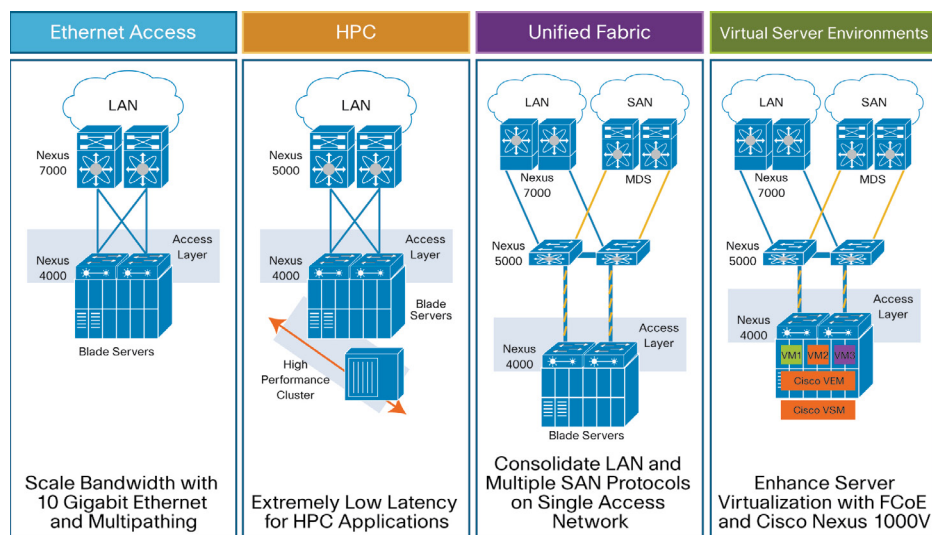 Ethernet Access
LAN
Nexus
7000
Access
Layer
Nexus
4000
Blade Servers
Scale Bandwidth with
10 Gigabit Ethernet
and Multipathing
HPC
LAN
Nexus
5000
Access
Layer
Nexus
4000
Blade
Servers
High
Performance
Cluster
Extremely Low Latency
for HPC Applications
Unified Fabric
LAN
SAN
Nexus
7000
MDS
Nexus
5000
Access
Layer
Nexus
4000
Blade Servers
Consolidate LAN and
Multiple SAN Protocols
on Single Access
Network
Virtual Server Environments
LAN
SAN
Nexus
7000
MDS
Nexus
5000
Access
Layer
Nexus
4000
VM1
VM2
VM3
Cisco VEM
Cisco VSM
Enhance Server
Virtualization with FCoE
and Cisco Nexus 1000V